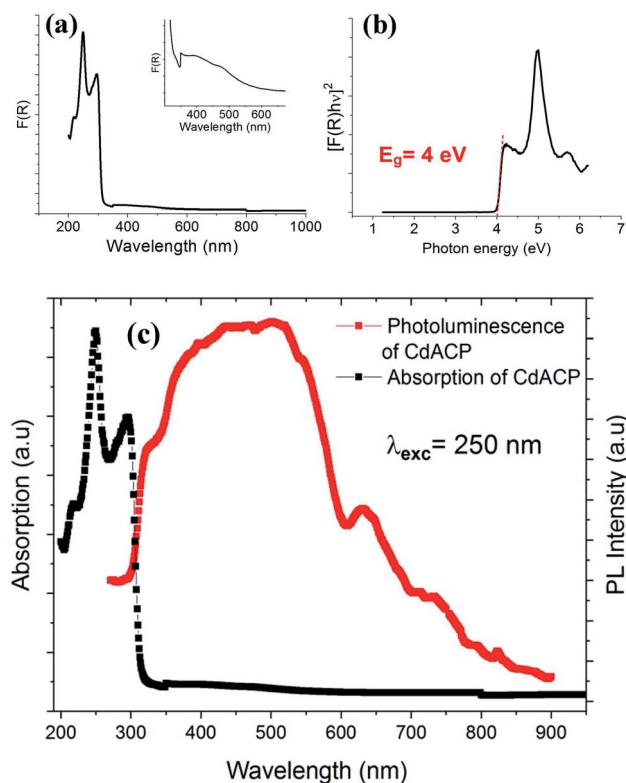 (a)
F(R)
F(R)
400 500 600
Wavelength (nm)
200 400 600 800 1000
Wavelength (nm)
(b)
[F(R)hν]²
E_g= 4 eV
1 2 3 4 5 6 7
Photon energy (eV)
(c)
Photoluminescence
of CdACP
Absorption of CdACP
λ_exc= 250 nm
Absorption (a.u)
PL Intensity (a.u)
200 300 400 500 600 700 800 900
Wavelength (nm)